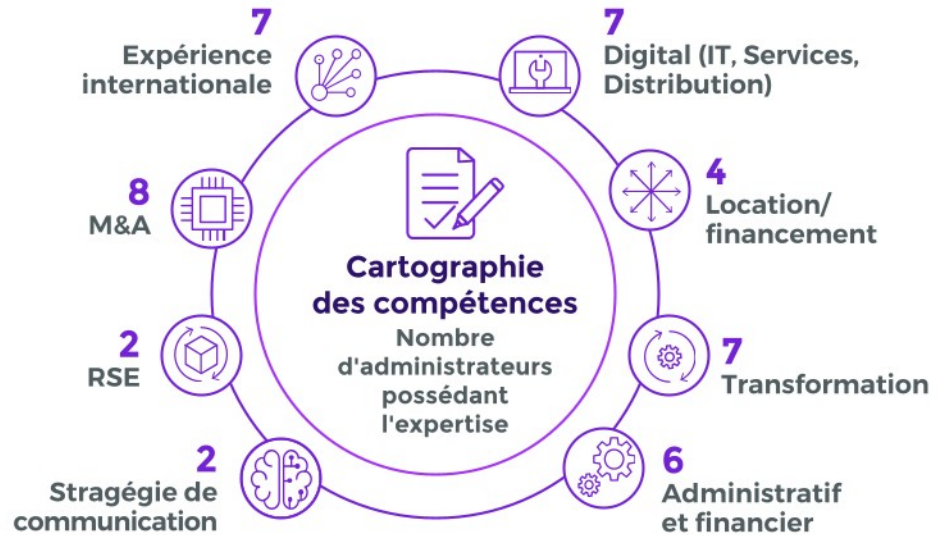 7
Expérience
internationale
7
Digital (IT, Services,
Distribution)
8
M&A
4
Location/
financement
Cartographie
des compétences
Nombre
d'administrateurs
possédant
l'expertise
2
RSE
7
Transformation
2
Stragégie de
communication
6
Administratif
et financier